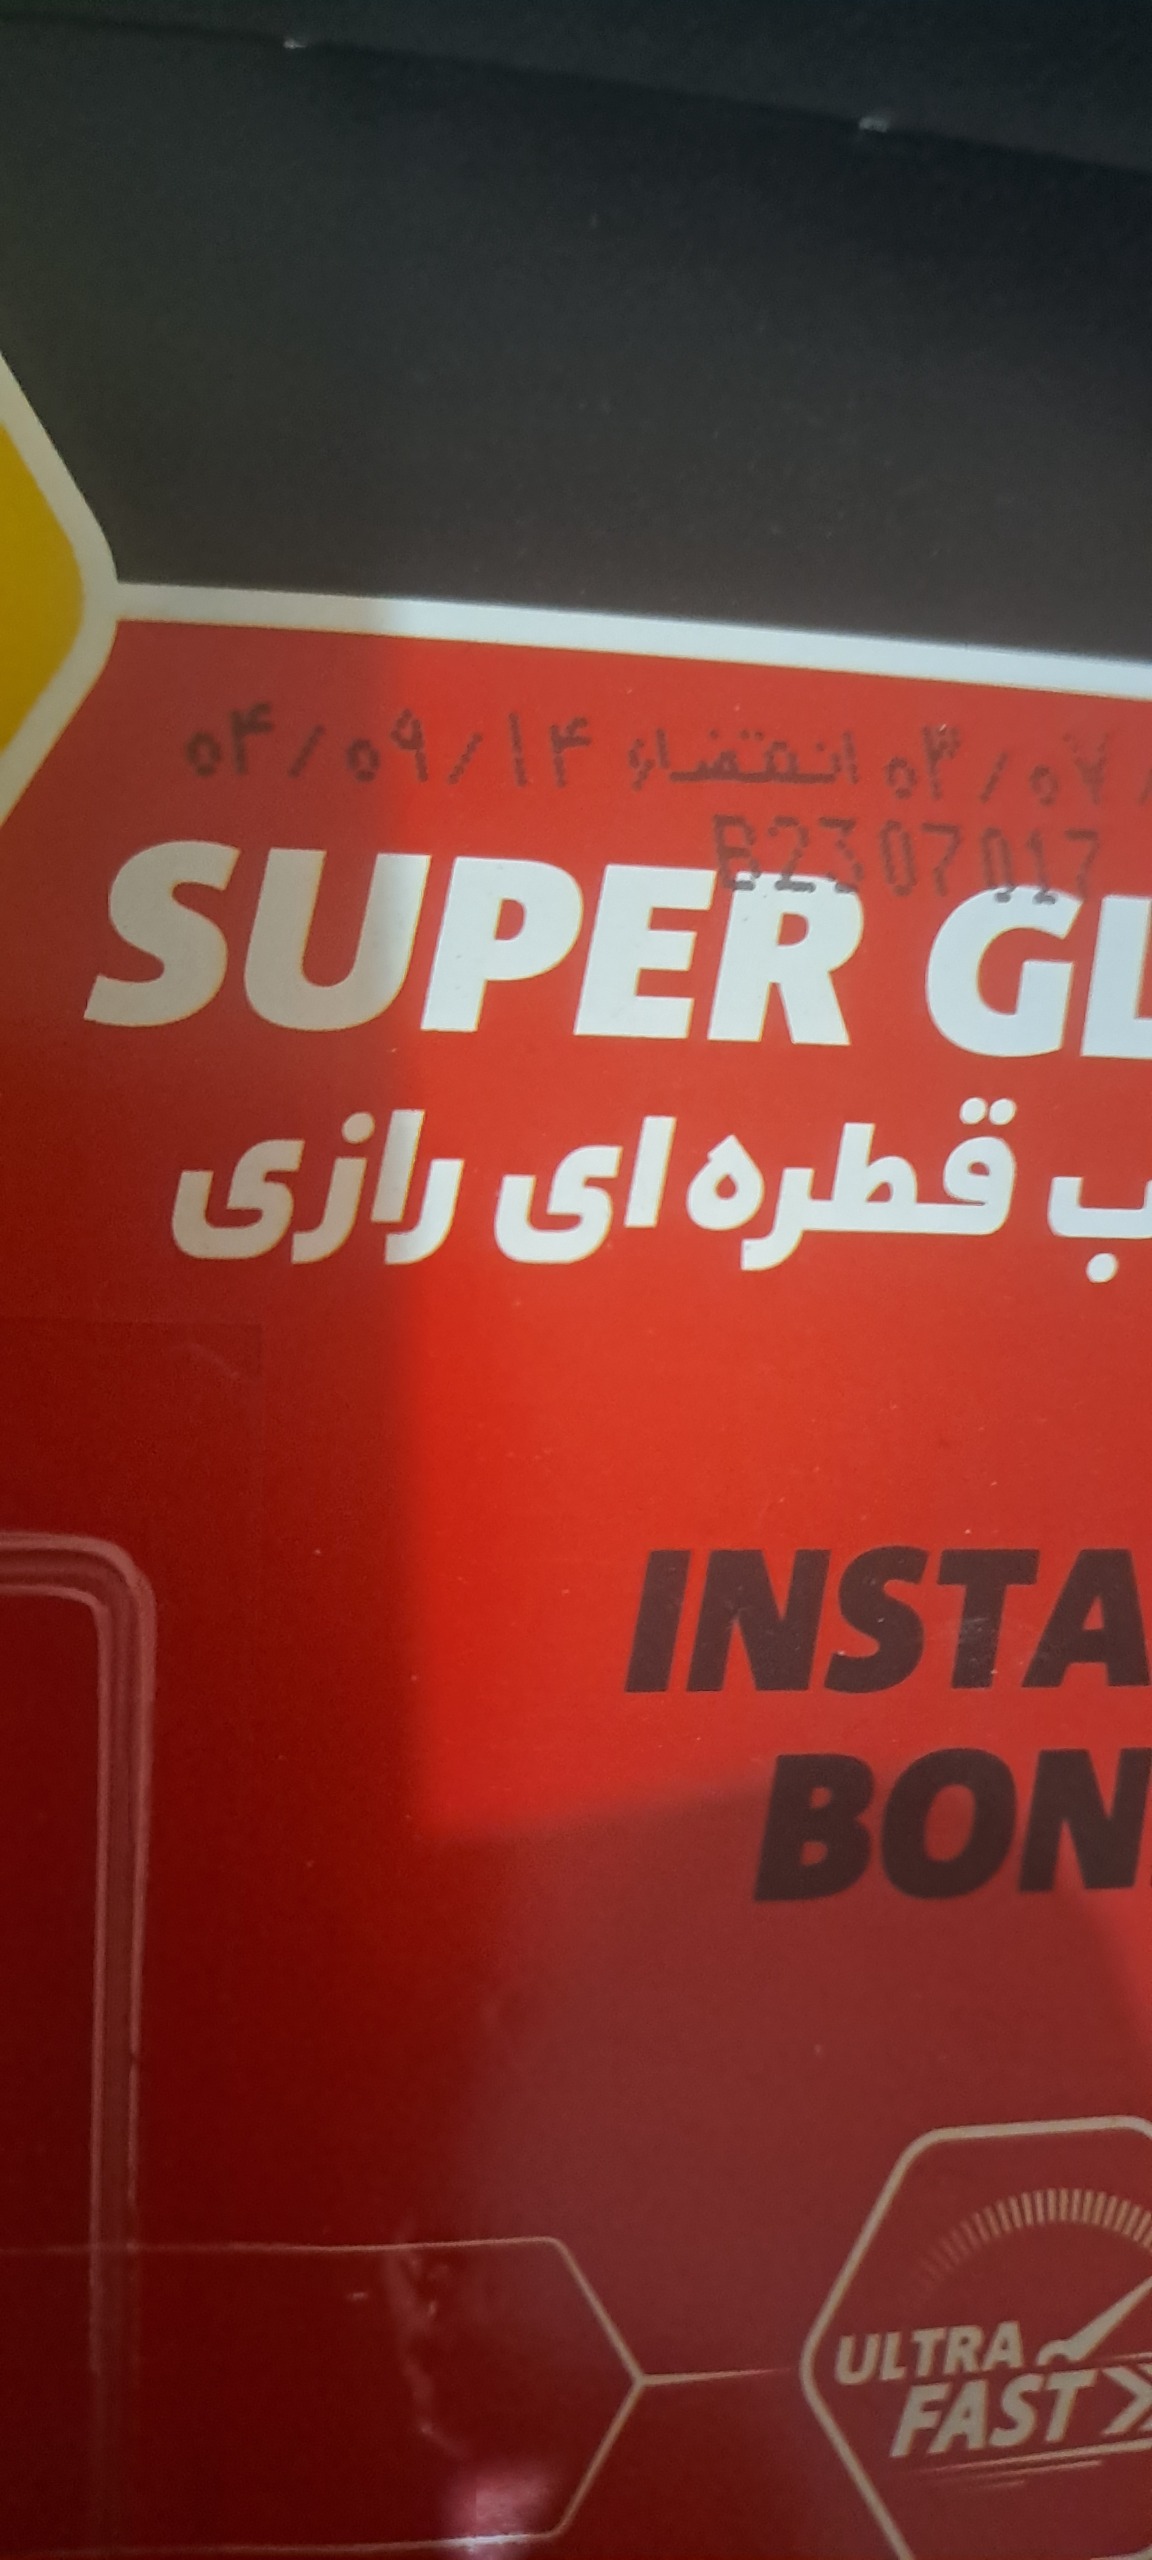 ۰۳/۰۷/ انقضاء ۰۴/۰۹/۱۴
B2307017
SUPER GL
ب قطره ای رازی
INSTA
BON
ULTRA
FAST